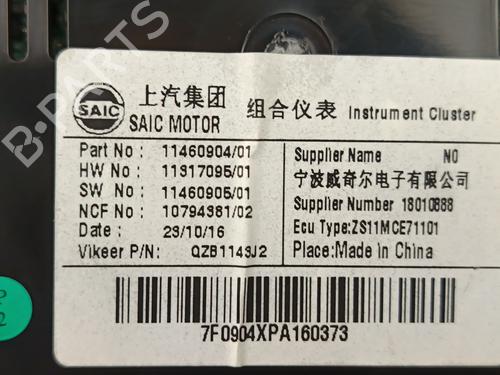 SAIC 上汽集团 组合仪表 Instrument Cluster
SAIC MOTOR
Part No : 11460904/01
HW No : 11317095/01
SW No : 11460905/01
NCF No : 10794381/02
Date : 23/10/16
Vikeer P/N: QZB1143J2
Supplier Name NO
宁波威奇尔电子有限公司
Supplier Number 18010888
Ecu Type:ZS11MCE71101
Place:Made in China
7F0904XPA160373
B-PARTS
P
2